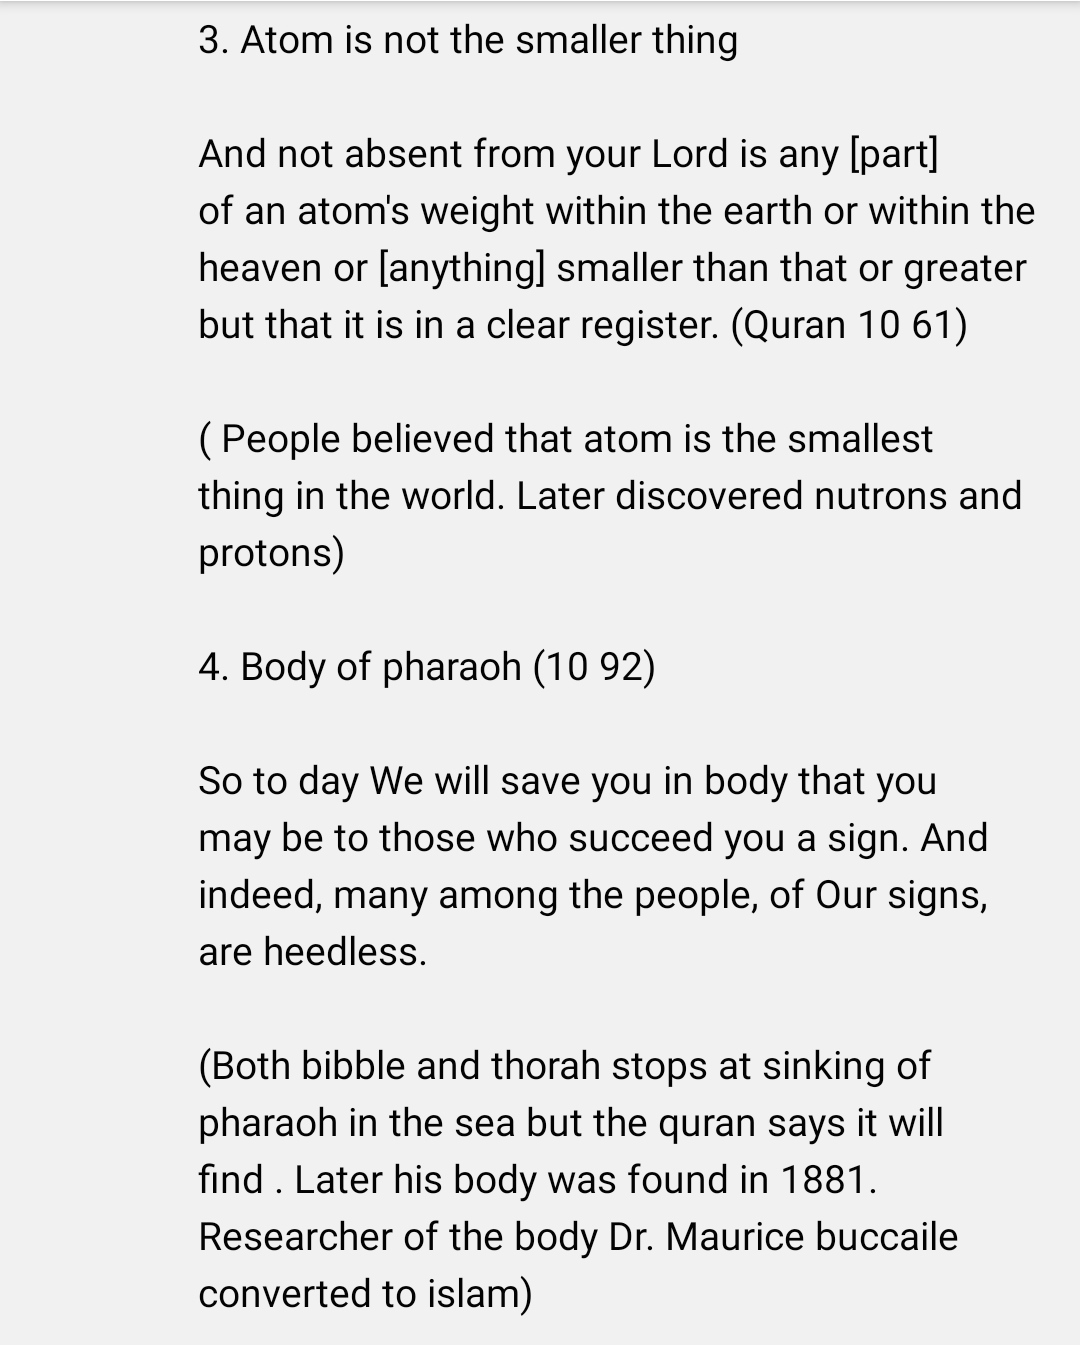 3. Atom is not the smaller thing
And not absent from your Lord is any [part]
of an atom's weight within the earth or within the
heaven or [anything] smaller than that or greater
but that it is in a clear register. (Quran 10 61)
( People believed that atom is the smallest
thing in the world. Later discovered nutrons and
protons)
4. Body of pharaoh (10 92)
So to day We will save you in body that you
may be to those who succeed you a sign. And
indeed, many among the people, of Our signs,
are heedless.
(Both bibble and thorah stops at sinking of
pharaoh in the sea but the quran says it will
find . Later his body was found in 1881.
Researcher of the body Dr. Maurice buccaile
converted to islam)